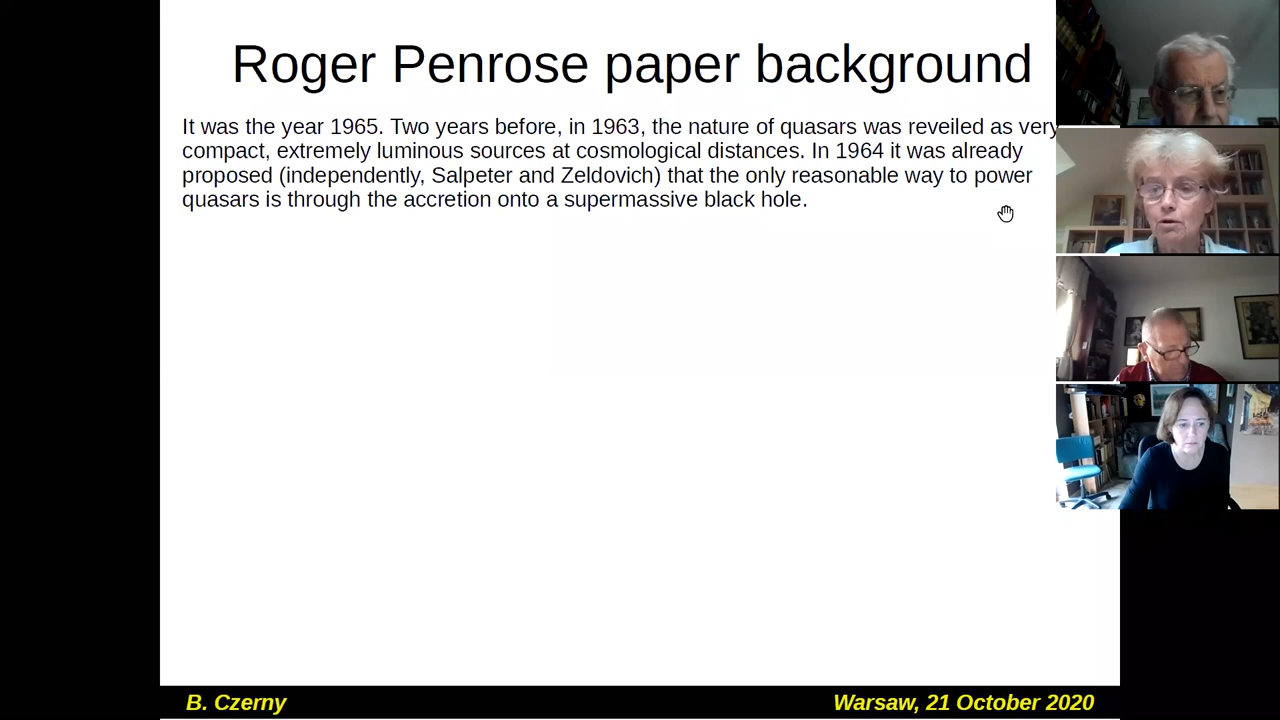 Roger Penrose paper background
It was the year 1965. Two years before, in 1963, the nature of quasars was reveiled as very
compact, extremely luminous sources at cosmological distances. In 1964 it was already
proposed (independently, Salpeter and Zeldovich) that the only reasonable way to power
quasars is through the accretion onto a supermassive black hole.
B. Czerny
Warsaw, 21 October 2020